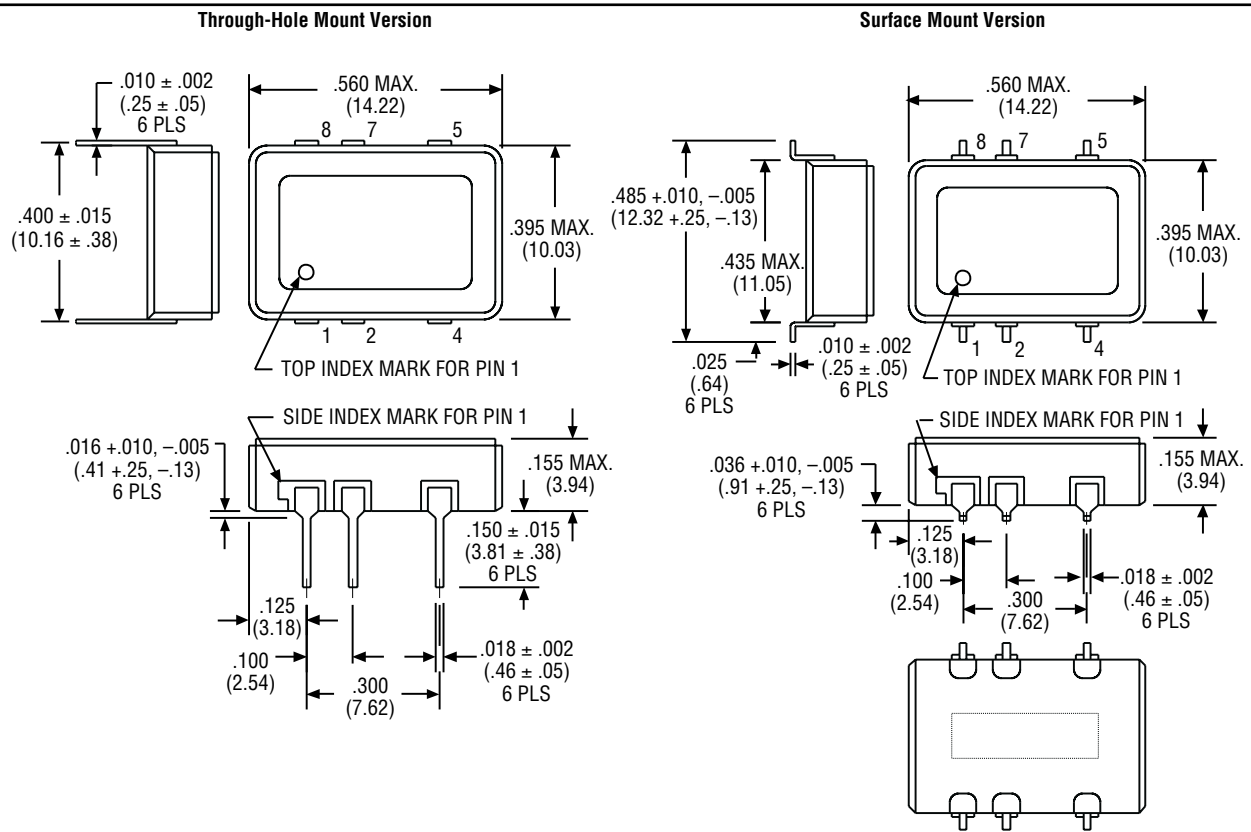 Through-Hole Mount Version
.010 ± .002
(.25 ± .05)
6 PLS
.560 MAX.
(14.22)
8
7
5
.400 ± .015
(10.16 ± .38)
.395 MAX.
(10.03)
1
2
4
TOP INDEX MARK FOR PIN 1
SIDE INDEX MARK FOR PIN 1
.016 +.010, –.005
(.41 +.25, –.13)
6 PLS
.155 MAX.
(3.94)
.150 ± .015
(3.81 ± .38)
6 PLS
.125
(3.18)
.100
(2.54)
.300
(7.62)
.018 ± .002
(.46 ± .05)
6 PLS
Surface Mount Version
.560 MAX.
(14.22)
8
7
5
.485 +.010, –.005
(12.32 +.25, –.13)
.435 MAX.
(11.05)
.395 MAX.
(10.03)
1
2
4
.025
(.64)
6 PLS
.010 ± .002
(.25 ± .05)
6 PLS
TOP INDEX MARK FOR PIN 1
SIDE INDEX MARK FOR PIN 1
.036 +.010, –.005
(.91 +.25, –.13)
6 PLS
.155 MAX.
(3.94)
.125
(3.18)
.100
(2.54)
.300
(7.62)
.018 ± .002
(.46 ± .05)
6 PLS